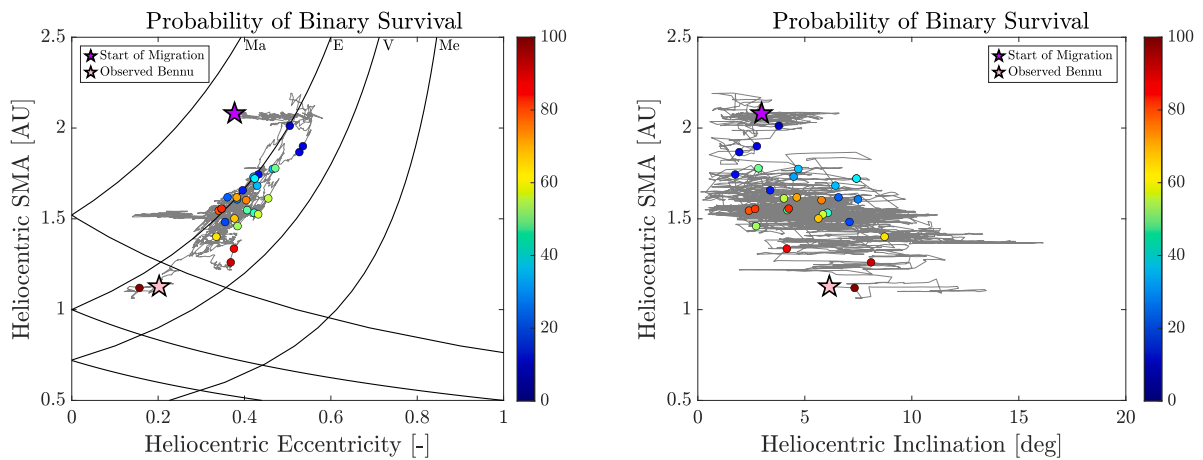 Probability of Binary Survival
Start of Migration
Observed Bennu
Ma
E
V
Me
2.5
2
1.5
1
0.5
Heliocentric SMA [AU]
0
0.2
0.4
0.6
0.8
1
Heliocentric Eccentricity [-]
100
80
60
40
20
0
Probability of Binary Survival
Start of Migration
Observed Bennu
2.5
2
1.5
1
0.5
Heliocentric SMA [AU]
0
5
10
15
20
Heliocentric Inclination [deg]
100
80
60
40
20
0